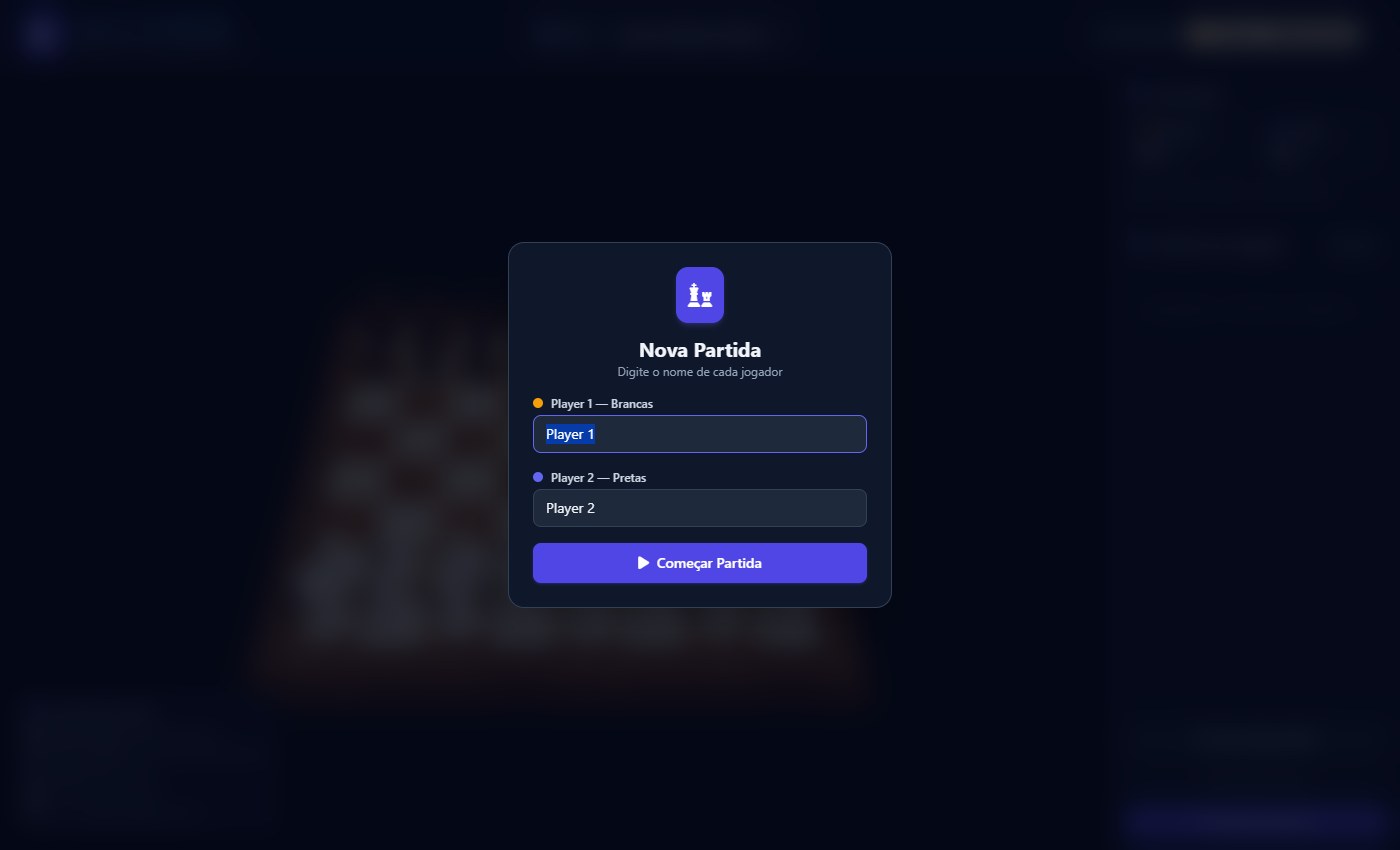 Nova Partida
Digite o nome de cada jogador
Player 1 — Brancas
Player 1
Player 2 — Pretas
Player 2
Começar Partida